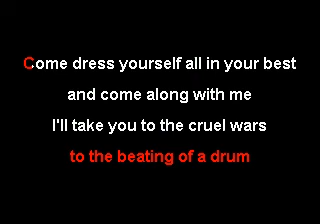 Come dress yourself all in your best
and come along with me
I'll take you to the cruel wars
to the beating of a drum